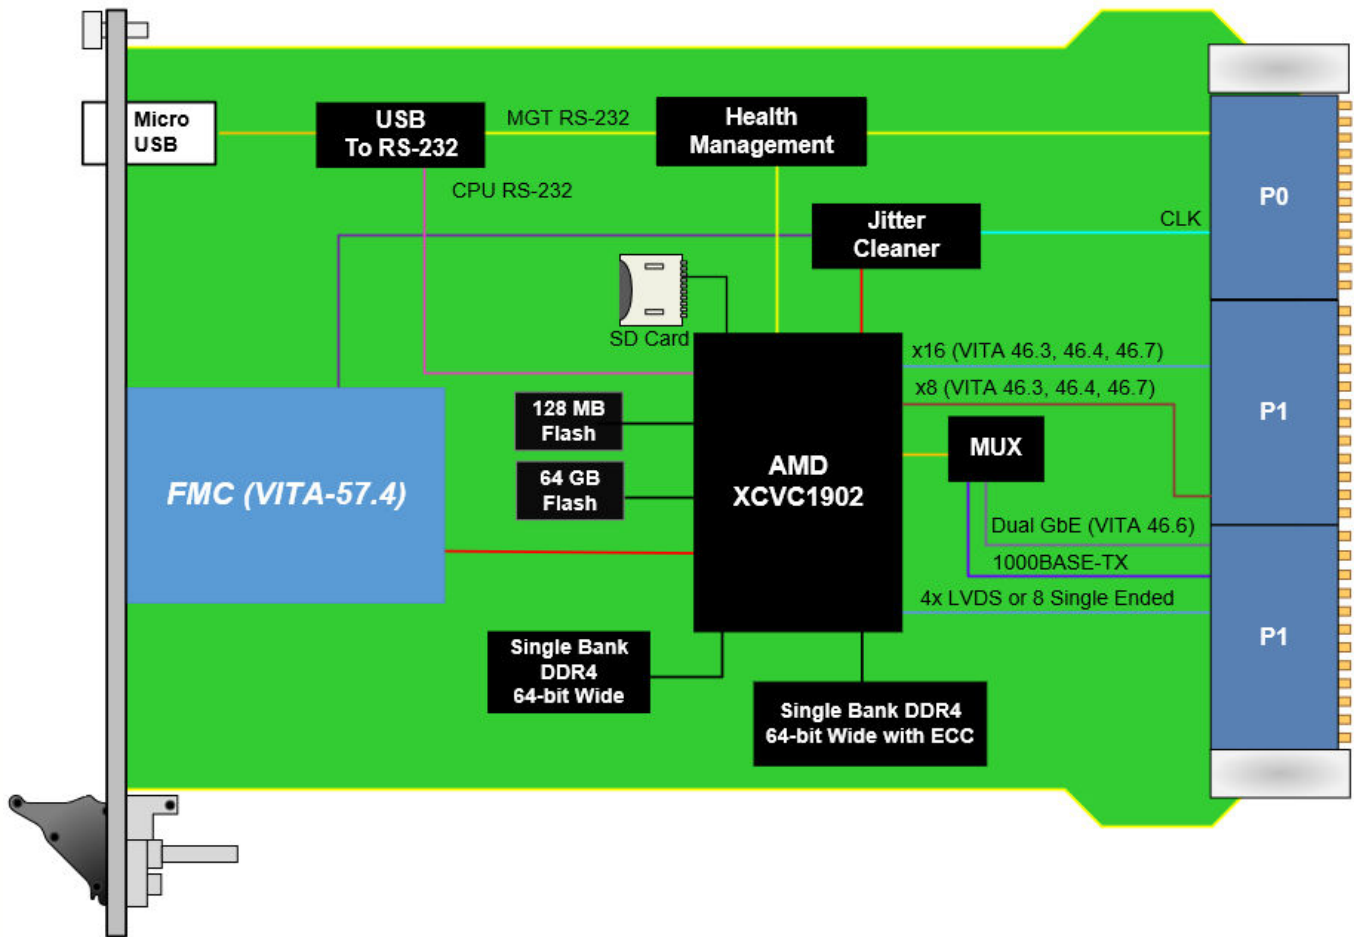 Micro
USB
USB
To RS-232
MGT RS-232
Health
Management
P0
CPU RS-232
Jitter
Cleaner
CLK
SD Card
x16 (VITA 46.3, 46.4, 46.7)
x8 (VITA 46.3, 46.4, 46.7)
P1
128 MB
Flash
MUX
FMC (VITA-57.4)
64 GB
Flash
AMD
XCVC1902
Dual GbE (VITA 46.6)
1000BASE-TX
4x LVDS or 8 Single Ended
P1
Single Bank
DDR4
64-bit Wide
Single Bank DDR4
64-bit Wide with ECC